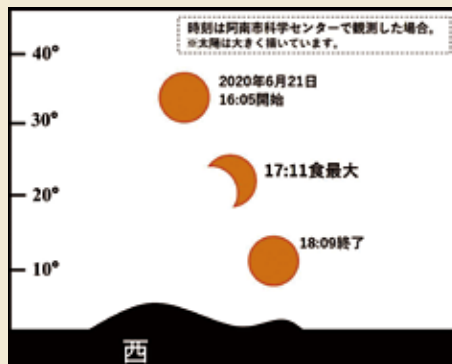 時刻は阿南市科学センターで観測した場合。
※太陽は大きく描いています。
40°
2020年6月21日
16:05開始
30°
17:11食最大
20°
18:09終了
10°
西